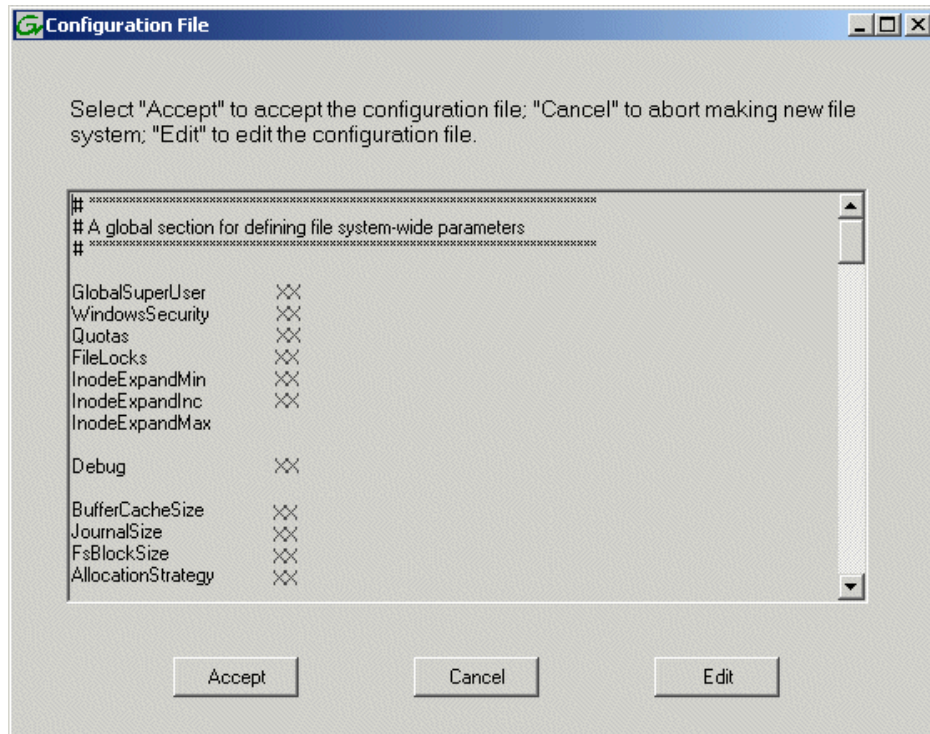 Configuration File
Select "Accept" to accept the configuration file; "Cancel" to abort making new file
system; "Edit" to edit the configuration file.
# ****************************************************************************
# A global section for defining file system-wide parameters
# ****************************************************************************
GlobalSuperUser XX
WindowsSecurity XX
Quotas XX
FileLocks XX
InodeExpandMin XX
InodeExpandInc XX
InodeExpandMax
Debug XX
BufferCacheSize XX
JournalSize XX
FsBlockSize XX
AllocationStrategy XX
Accept Cancel Edit